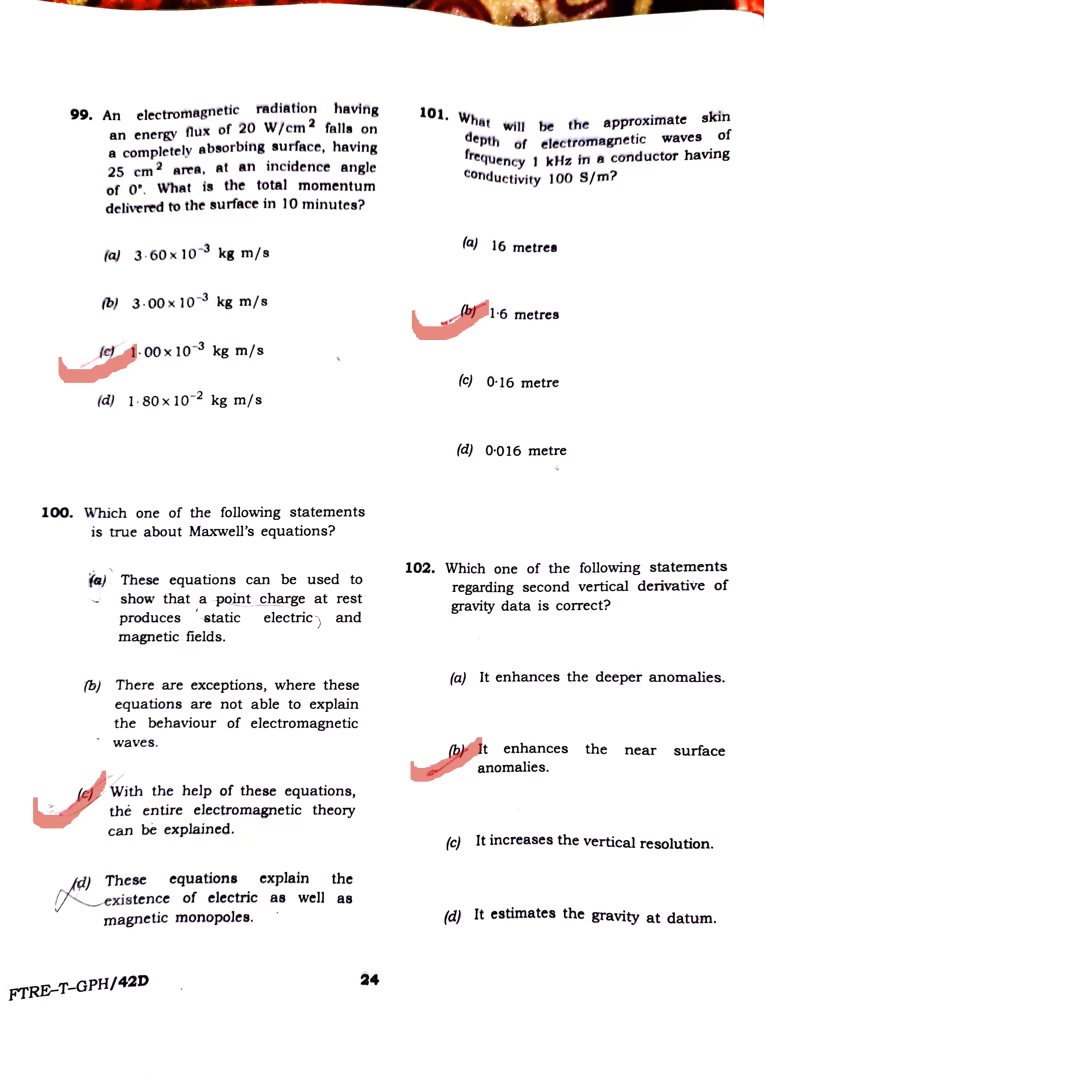 99. An electromagnetic radiation having
an energy flux of 20 W/cm² falls on
a completely absorbing surface, having
25 cm² area, at an incidence angle
of 0°. What is the total momentum
delivered to the surface in 10 minutes?
(a) 3·60×10⁻³ kg m/s
(b) 3·00×10⁻³ kg m/s
(c) 1·00×10⁻³ kg m/s
(d) 1·80×10⁻² kg m/s
100. Which one of the following statements
is true about Maxwell's equations?
(a) These equations can be used to
show that a point charge at rest
produces static electric and
magnetic fields.
(b) There are exceptions, where these
equations are not able to explain
the behaviour of electromagnetic
waves.
(c) With the help of these equations,
the entire electromagnetic theory
can be explained.
(d) These equations explain the
existence of electric as well as
magnetic monopoles.
101. What will be the approximate skin
depth of electromagnetic waves of
frequency 1 kHz in a conductor having
conductivity 100 S/m?
(a) 16 metres
(b) 1·6 metres
(c) 0·16 metre
(d) 0·016 metre
102. Which one of the following statements
regarding second vertical derivative of
gravity data is correct?
(a) It enhances the deeper anomalies.
(b) It enhances the near surface
anomalies.
(c) It increases the vertical resolution.
(d) It estimates the gravity at datum.
FTRE–T–GPH/42D
24